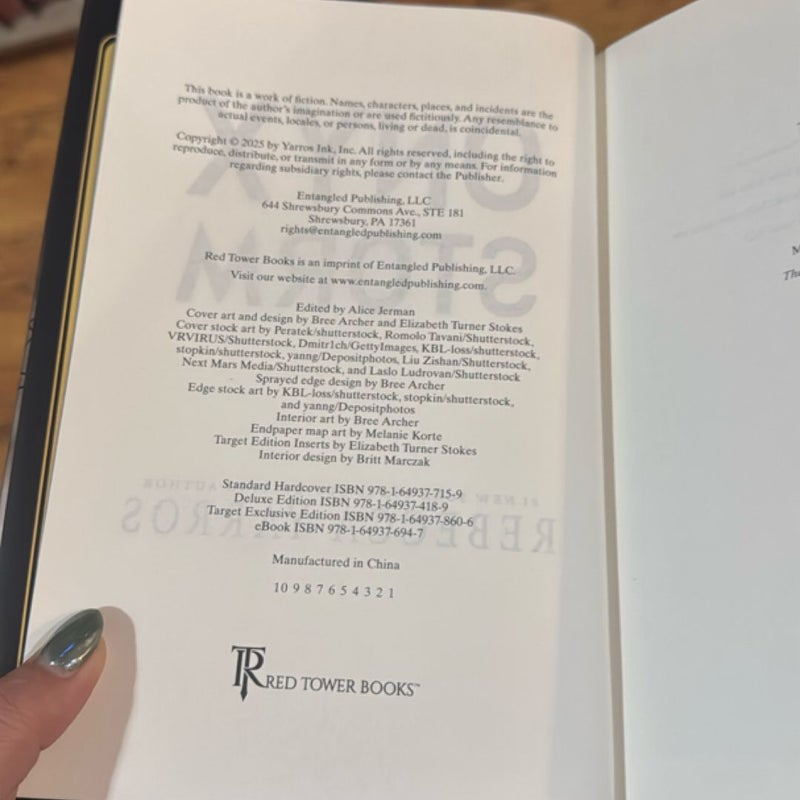 This book is a work of fiction. Names, characters, places, and incidents are the
product of the author's imagination or are used fictitiously. Any resemblance to
actual events, locales, or persons, living or dead, is coincidental.
Copyright © 2025 by Yarros Ink, Inc. All rights reserved, including the right to
reproduce, distribute, or transmit in any form or by any means. For information
regarding subsidiary rights, please contact the Publisher.
Entangled Publishing, LLC
644 Shrewsbury Commons Ave., STE 181
Shrewsbury, PA 17361
rights@entangledpublishing.com
Red Tower Books is an imprint of Entangled Publishing, LLC.
Visit our website at www.entangledpublishing.com.
Edited by Alice Jerman
Cover art and design by Bree Archer and Elizabeth Turner Stokes
Cover stock art by Peratek/shutterstock, Romolo Tavani/Shutterstock,
VRVIRUS/Shutterstock, Dmitr1ch/GettyImages, KBL-loss/shutterstock,
stopkin/shutterstock, yanng/Depositphotos, Liu Zishan/Shutterstock,
Next Mars Media/Shutterstock, and Laslo Ludrovan/Shutterstock
Sprayed edge design by Bree Archer
Edge stock art by KBL-loss/shutterstock, stopkin/shutterstock,
and yanng/Depositphotos
Interior art by Bree Archer
Endpaper map art by Melanie Korte
Target Edition Inserts by Elizabeth Turner Stokes
Interior design by Britt Marczak
Standard Hardcover ISBN 978-1-64937-715-9
Deluxe Edition ISBN 978-1-64937-418-9
Target Exclusive Edition ISBN 978-1-64937-860-6
eBook ISBN 978-1-64937-694-7
Manufactured in China
10 9 8 7 6 5 4 3 2 1
TR RED TOWER BOOKS™